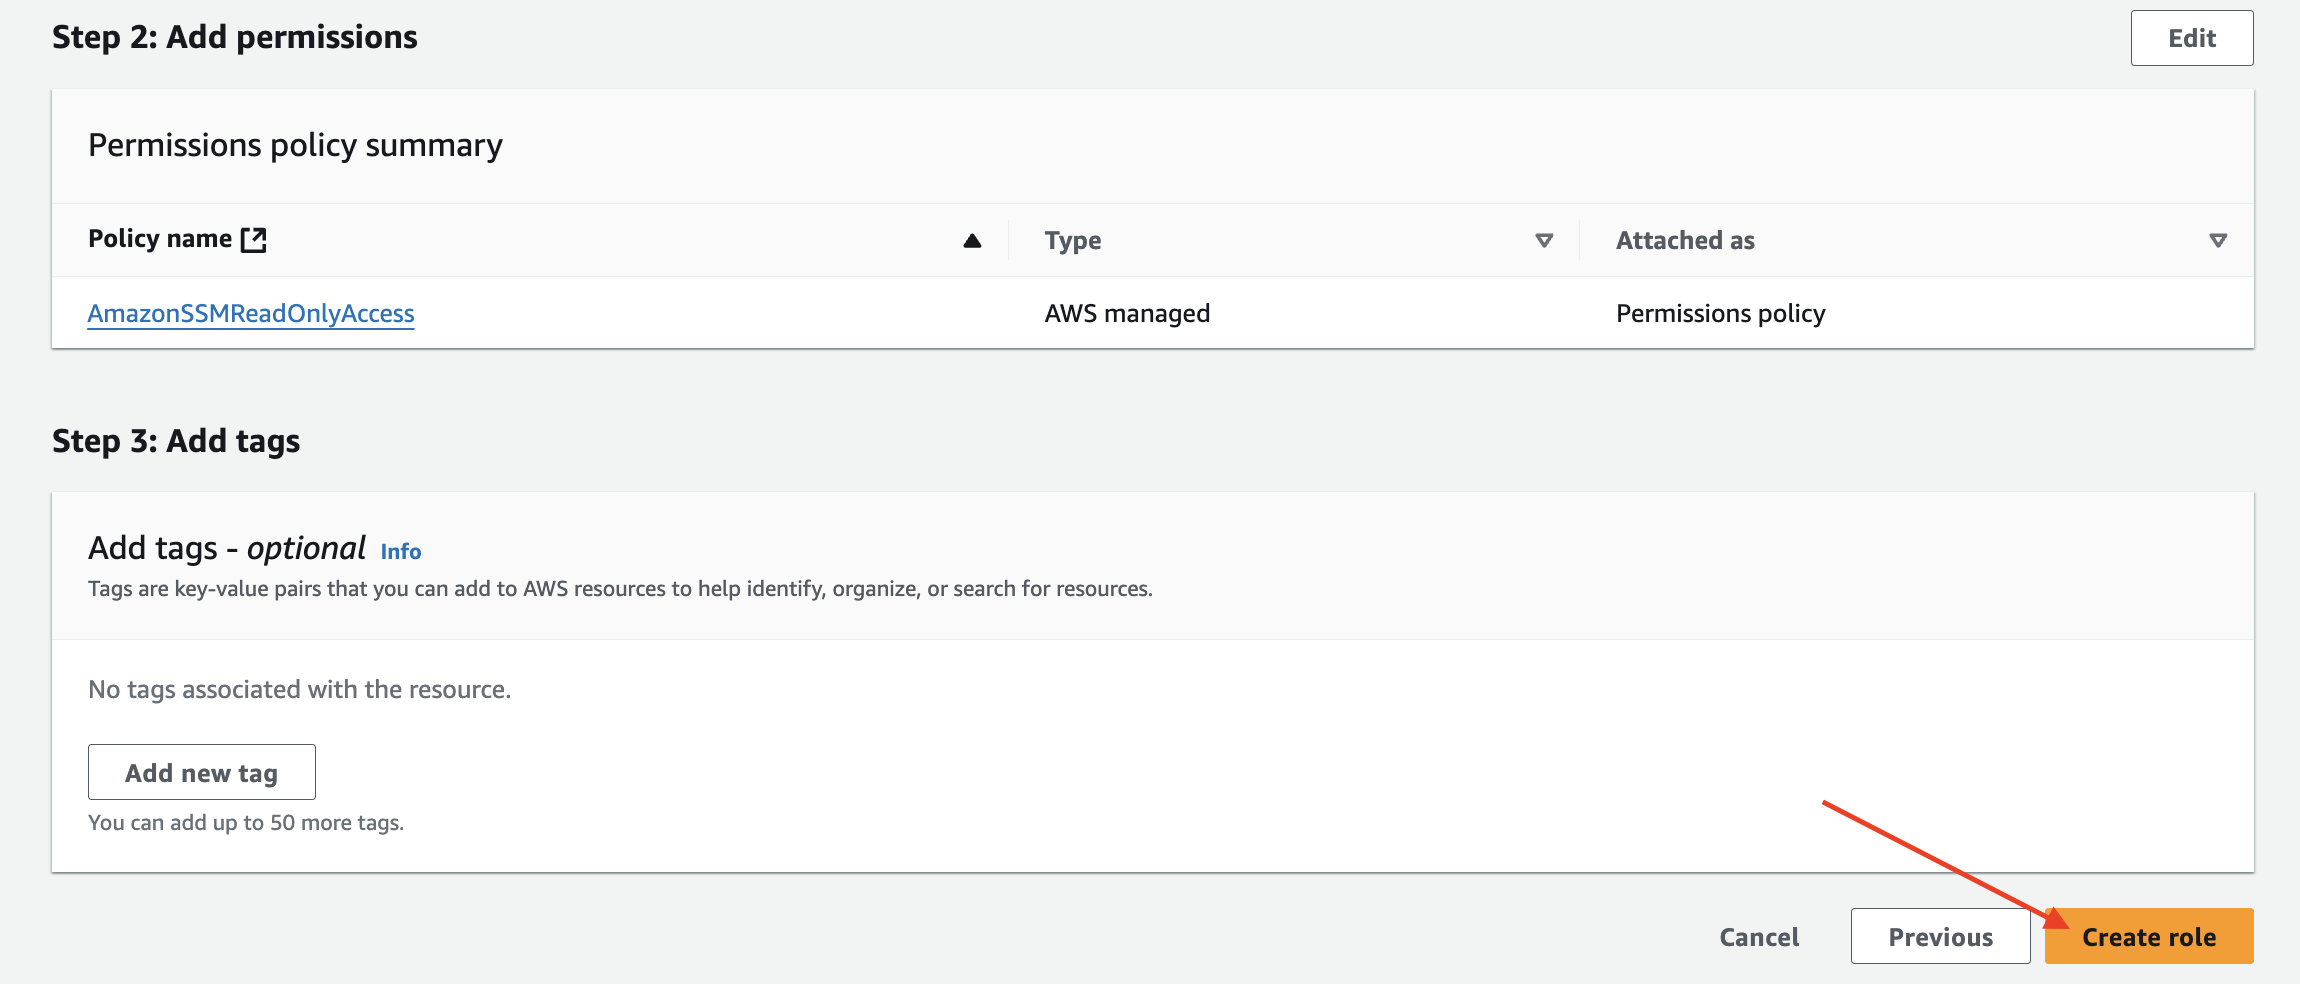 Step 2: Add permissions
Edit
Permissions policy summary
Policy name
Type
Attached as
AmazonSSMReadOnlyAccess
AWS managed
Permissions policy
Step 3: Add tags
Add tags - optional Info
Tags are key-value pairs that you can add to AWS resources to help identify, organize, or search for resources.
No tags associated with the resource.
Add new tag
You can add up to 50 more tags.
Cancel
Previous
Create role